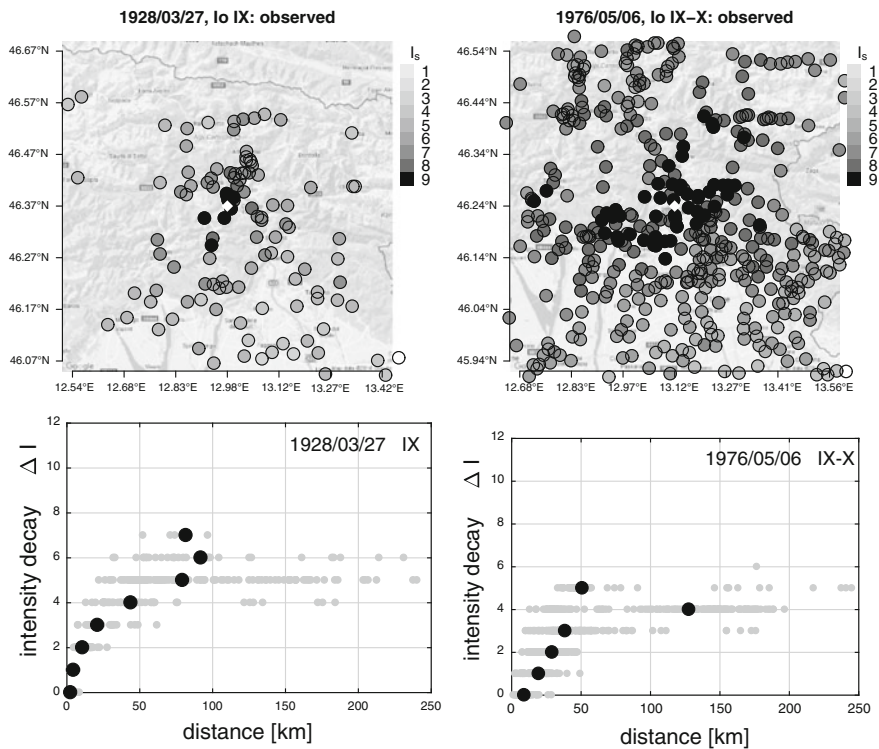 1928/03/27, Io IX: observed
46.67°N
46.57°N
46.47°N
46.37°N
46.27°N
46.17°N
46.07°N
12.54°E 12.68°E 12.83°E 12.98°E 13.12°E 13.27°E 13.42°E
Is
1
2
3
4
5
6
7
8
9
1976/05/06, Io IX−X: observed
46.54°N
46.44°N
46.34°N
46.24°N
46.14°N
46.04°N
45.94°N
12.68°E 12.83°E 12.97°E 13.12°E 13.27°E 13.41°E 13.56°E
Is
1
2
3
4
5
6
7
8
9
1928/03/27 IX
intensity decay Δ I
12
10
8
6
4
2
0
0 50 100 150 200 250
distance [km]
1976/05/06 IX-X
intensity decay Δ I
12
10
8
6
4
2
0
0 50 100 150 200 250
distance [km]